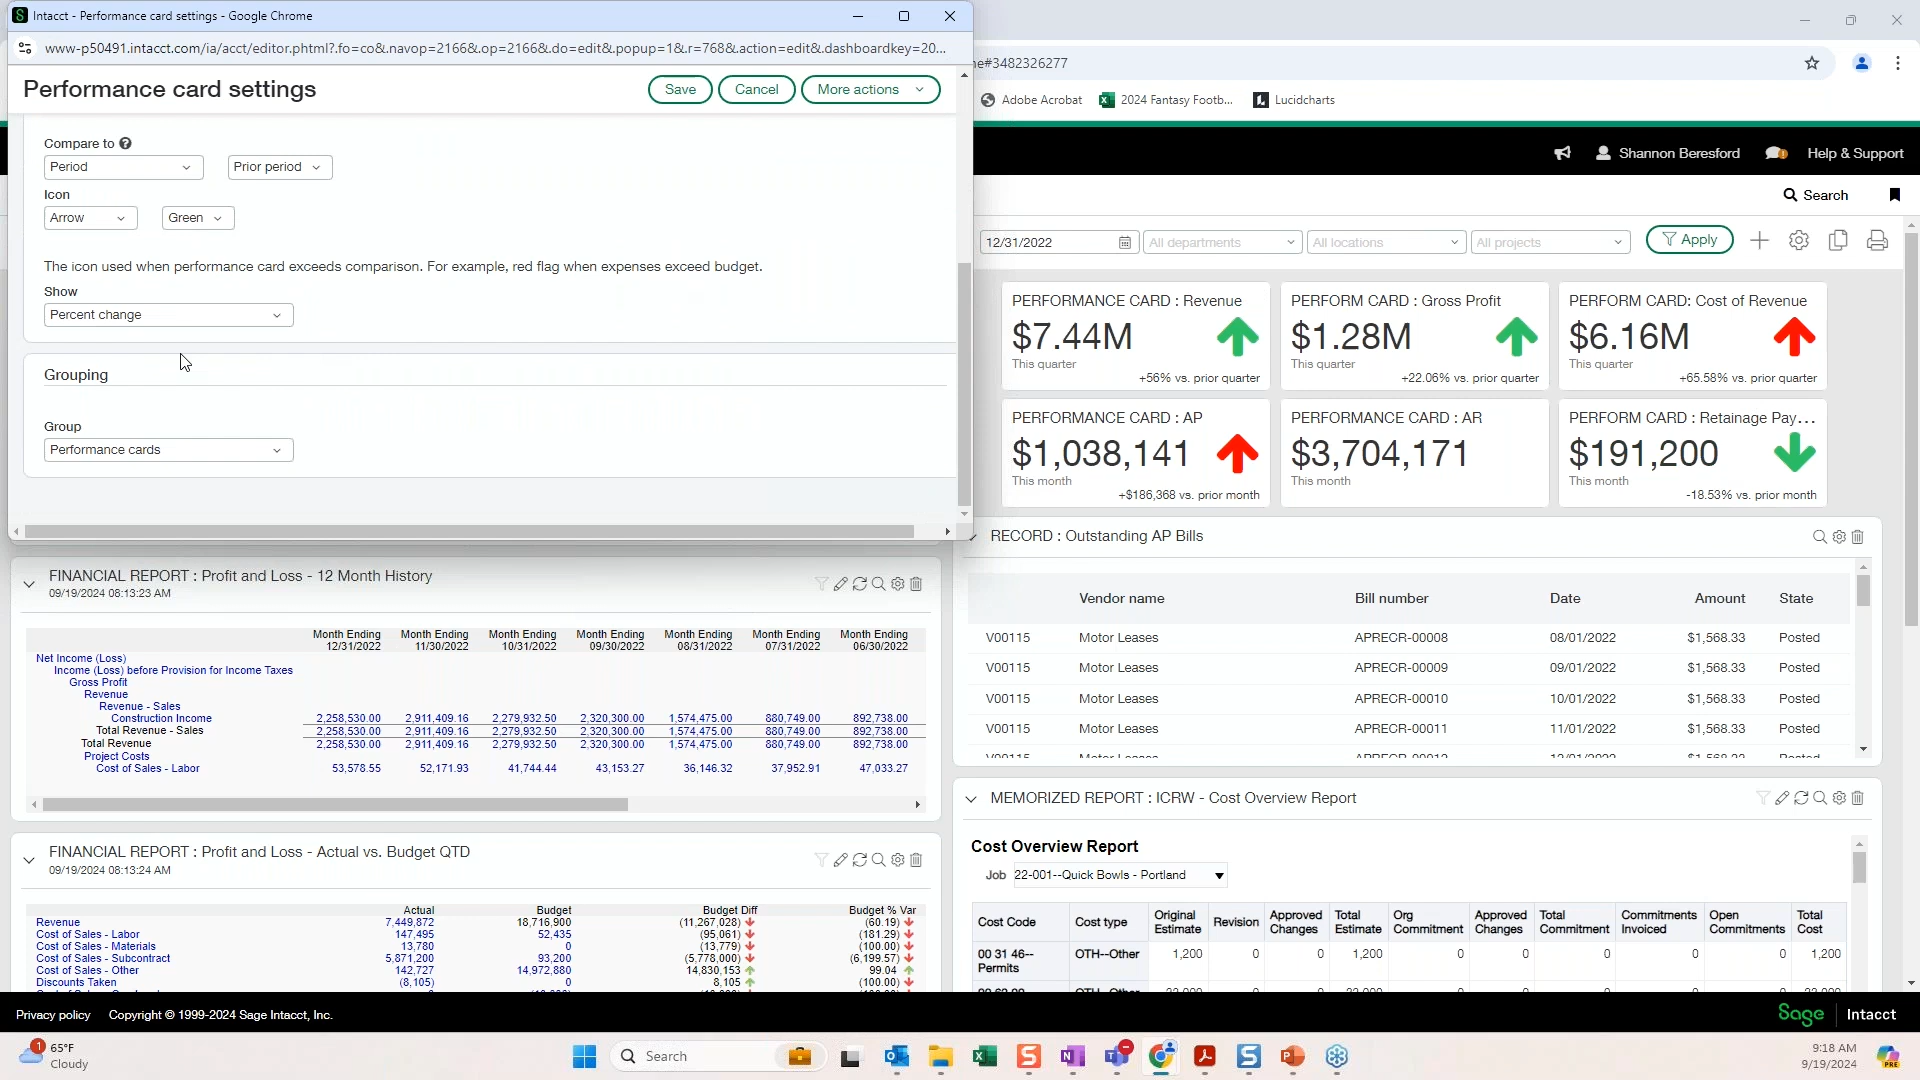 Intacct - Performance card settings - Google Chrome
www-p50491.intacct.com/ia/acct/editor.phtml?.fo=co&.navop=2166&.op=2166&.do=edit&.popup=1&.r=768&.action=edit&.dashboardkey=20...
Performance card settings
Save Cancel More actions
Compare to
Period Prior period
Icon
Arrow Green
The icon used when performance card exceeds comparison. For example, red flag when expenses exceed budget.
Show
Percent change
Grouping
Group
Performance cards
ne#3482326277
Adobe Acrobat 2024 Fantasy Footb... Lucidcharts
Shannon Beresford Help & Support
Search
12/31/2022 All departments All locations All projects Apply
PERFORMANCE CARD : Revenue
$7.44M
This quarter
+56% vs. prior quarter
PERFORM CARD : Gross Profit
$1.28M
This quarter
+22.06% vs. prior quarter
PERFORM CARD: Cost of Revenue
$6.16M
This quarter
+65.58% vs. prior quarter
PERFORMANCE CARD : AP
$1,038,141
This month
+$186,368 vs. prior month
PERFORMANCE CARD : AR
$3,704,171
This month
PERFORM CARD : Retainage Pay...
$191,200
This month
-18.53% vs. prior month
RECORD : Outstanding AP Bills
Vendor name Bill number Date Amount State
V00115 Motor Leases APRECR-00008 08/01/2022 $1,568.33 Posted
V00115 Motor Leases APRECR-00009 09/01/2022 $1,568.33 Posted
V00115 Motor Leases APRECR-00010 10/01/2022 $1,568.33 Posted
V00115 Motor Leases APRECR-00011 11/01/2022 $1,568.33 Posted
V00115 Motor Leases APRECR-00012 12/01/2022 $1,568.33 Posted
FINANCIAL REPORT : Profit and Loss - 12 Month History
09/19/2024 08:13:23 AM
Month Ending Month Ending Month Ending Month Ending Month Ending Month Ending Month Ending
12/31/2022 11/30/2022 10/31/2022 09/30/2022 08/31/2022 07/31/2022 06/30/2022
Net Income (Loss)
Income (Loss) before Provision for Income Taxes
Gross Profit
Revenue
Revenue - Sales
Construction Income 2,258,530.00 2,911,409.16 2,279,932.50 2,320,300.00 1,574,475.00 880,749.00 892,738.00
Total Revenue - Sales 2,258,530.00 2,911,409.16 2,279,932.50 2,320,300.00 1,574,475.00 880,749.00 892,738.00
Total Revenue 2,258,530.00 2,911,409.16 2,279,932.50 2,320,300.00 1,574,475.00 880,749.00 892,738.00
Project Costs
Cost of Sales - Labor 53,578.55 52,171.93 41,744.44 43,153.27 36,146.32 37,952.91 47,033.27
FINANCIAL REPORT : Profit and Loss - Actual vs. Budget QTD
09/19/2024 08:13:24 AM
Actual Budget Budget Diff Budget % Var
Revenue 7,449,872 18,716,900 (11,267,028) (60.19)
Cost of Sales - Labor 147,495 52,435 (95,061) (181.29)
Cost of Sales - Materials 13,780 0 (13,779) (100.00)
Cost of Sales - Subcontract 5,871,200 93,200 (5,778,000) (6,199.57)
Cost of Sales - Other 142,727 14,972,880 14,830,153 99.04
Discounts Taken (8,105) 0 8,105 (100.00)
MEMORIZED REPORT : ICRW - Cost Overview Report
Cost Overview Report
Job 22-001--Quick Bowls - Portland
Cost Code Cost type Original Estimate Revision Approved Changes Total Estimate Org Commitment Approved Changes Total Commitment Commitments Invoiced Open Commitments Total Cost
00 31 46-- Permits OTH--Other 1,200 0 0 1,200 0 0 0 0 0 1,200
Privacy policy Copyright © 1999-2024 Sage Intacct, Inc.
Sage Intacct
1 65°F
Cloudy
Search
9:18 AM
9/19/2024
PRE